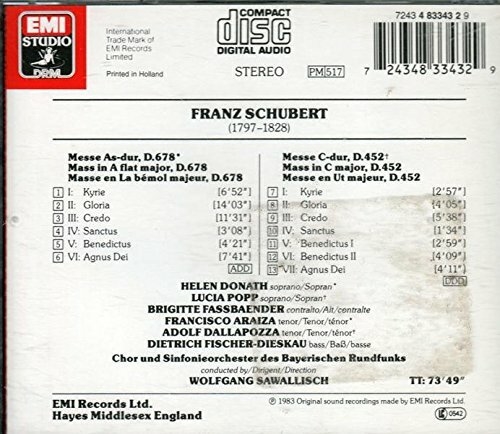 EMI
STUDIO
DRM
International
Trade Mark of
EMI Records
Limited
Printed in Holland
COMPACT
disc
DIGITAL AUDIO
STEREO
PM 517
7243 4 83343 2 9
7 24348 33432 9
FRANZ SCHUBERT
(1797-1828)
Messe As-dur, D.678*
Mass in A flat major, D.678
Messe en La bémol majeur, D.678
1 I: Kyrie [6'52"]
2 II: Gloria [14'03"]
3 III: Credo [11'31"]
4 IV: Sanctus [3'08"]
5 V: Benedictus [4'21"]
6 VI: Agnus Dei [7'41"]
ADD
Messe C-dur, D.452†
Mass in C major, D.452
Messe en Ut majeur, D.452
7 I: Kyrie [2'57"]
8 II: Gloria [4'05"]
9 III: Credo [5'38"]
10 IV: Sanctus [1'34"]
11 V: Benedictus I [2'59"]
12 VI: Benedictus II [4'09"]
13 VII: Agnus Dei [4'11"]
DDD
HELEN DONATH soprano/Sopran*
LUCIA POPP soprano/Sopran†
BRIGITTE FASSBAENDER contralto/Alt/contralte
FRANCISCO ARAIZA tenor/Tenor/ténor*
ADOLF DALLAPOZZA tenor/Tenor/ténor†
DIETRICH FISCHER-DIESKAU bass/Baß/basse
Chor und Sinfonieorchester des Bayerischen Rundfunks
conducted by/Dirigent/Direction
WOLFGANG SAWALLISCH TT: 73'49"
EMI Records Ltd.
Hayes Middlesex England
℗ 1983 Original sound recordings made by EMI Records Ltd.
LC 0542